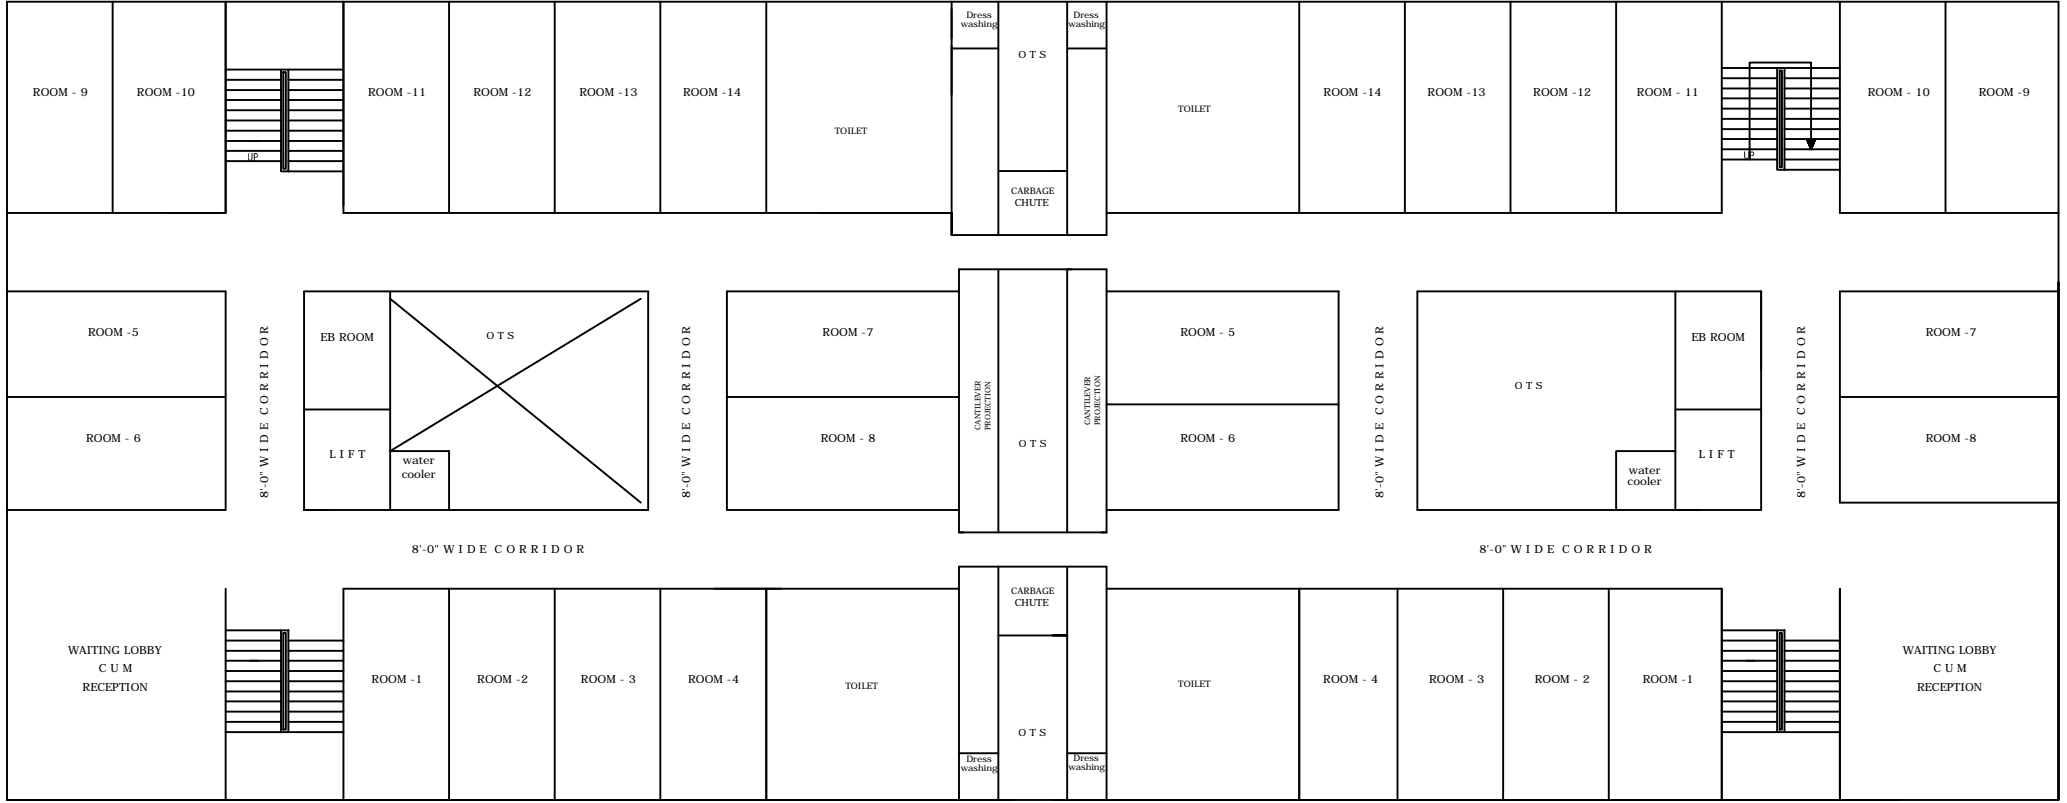 Dress
washing
Dress
washing
O T S
ROOM - 9
ROOM -10
ROOM -11
ROOM -12
ROOM -13
ROOM -14
TOILET
TOILET
ROOM -14
ROOM -13
ROOM -12
ROOM - 11
ROOM - 10
ROOM -9
UP
UP
CARBAGE
CHUTE
ROOM -5
8'-0" W I D E C O R R I D O R
EB ROOM
O T S
8'-0" W I D E C O R R I D O R
ROOM -7
CANTILEVER
PROJECTION
CANTILEVER
PROJECTION
ROOM - 5
8'-0" W I D E C O R R I D O R
O T S
EB ROOM
8'-0" W I D E C O R R I D O R
ROOM -7
ROOM - 6
L I F T
water
cooler
ROOM - 8
O T S
ROOM - 6
water
cooler
L I F T
ROOM -8
8'-0" W I D E C O R R I D O R
8'-0" W I D E C O R R I D O R
CARBAGE
CHUTE
WAITING LOBBY
C U M
RECEPTION
ROOM -1
ROOM -2
ROOM - 3
ROOM -4
TOILET
TOILET
ROOM - 4
ROOM - 3
ROOM - 2
ROOM -1
WAITING LOBBY
C U M
RECEPTION
O T S
Dress
washing
Dress
washing